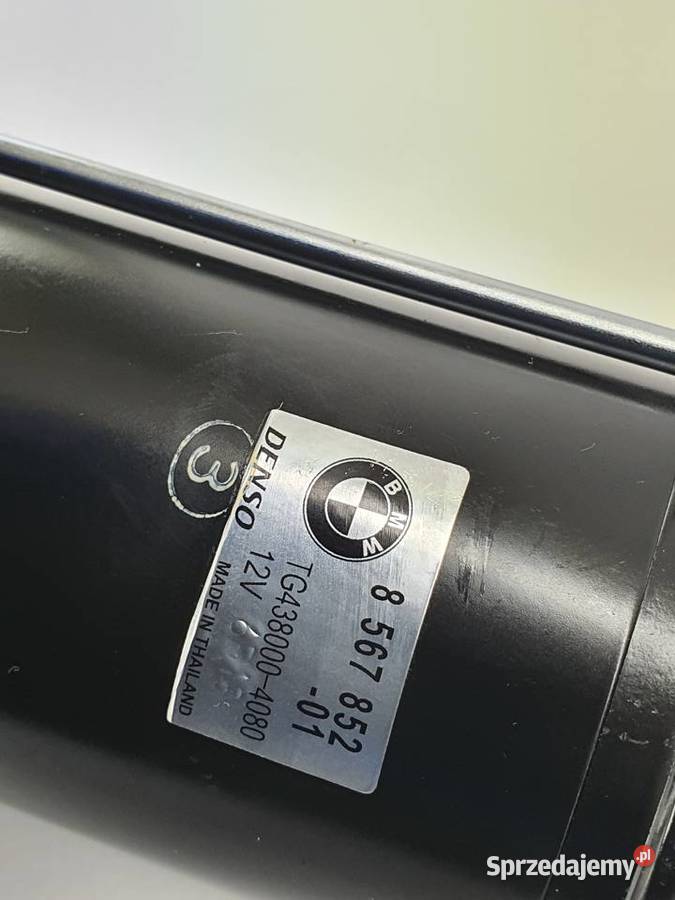 BMW
8 567 852
-01
TG438000-4080
DENSO 12V
MADE IN THAILAND
3
Sprzedajemy.pl